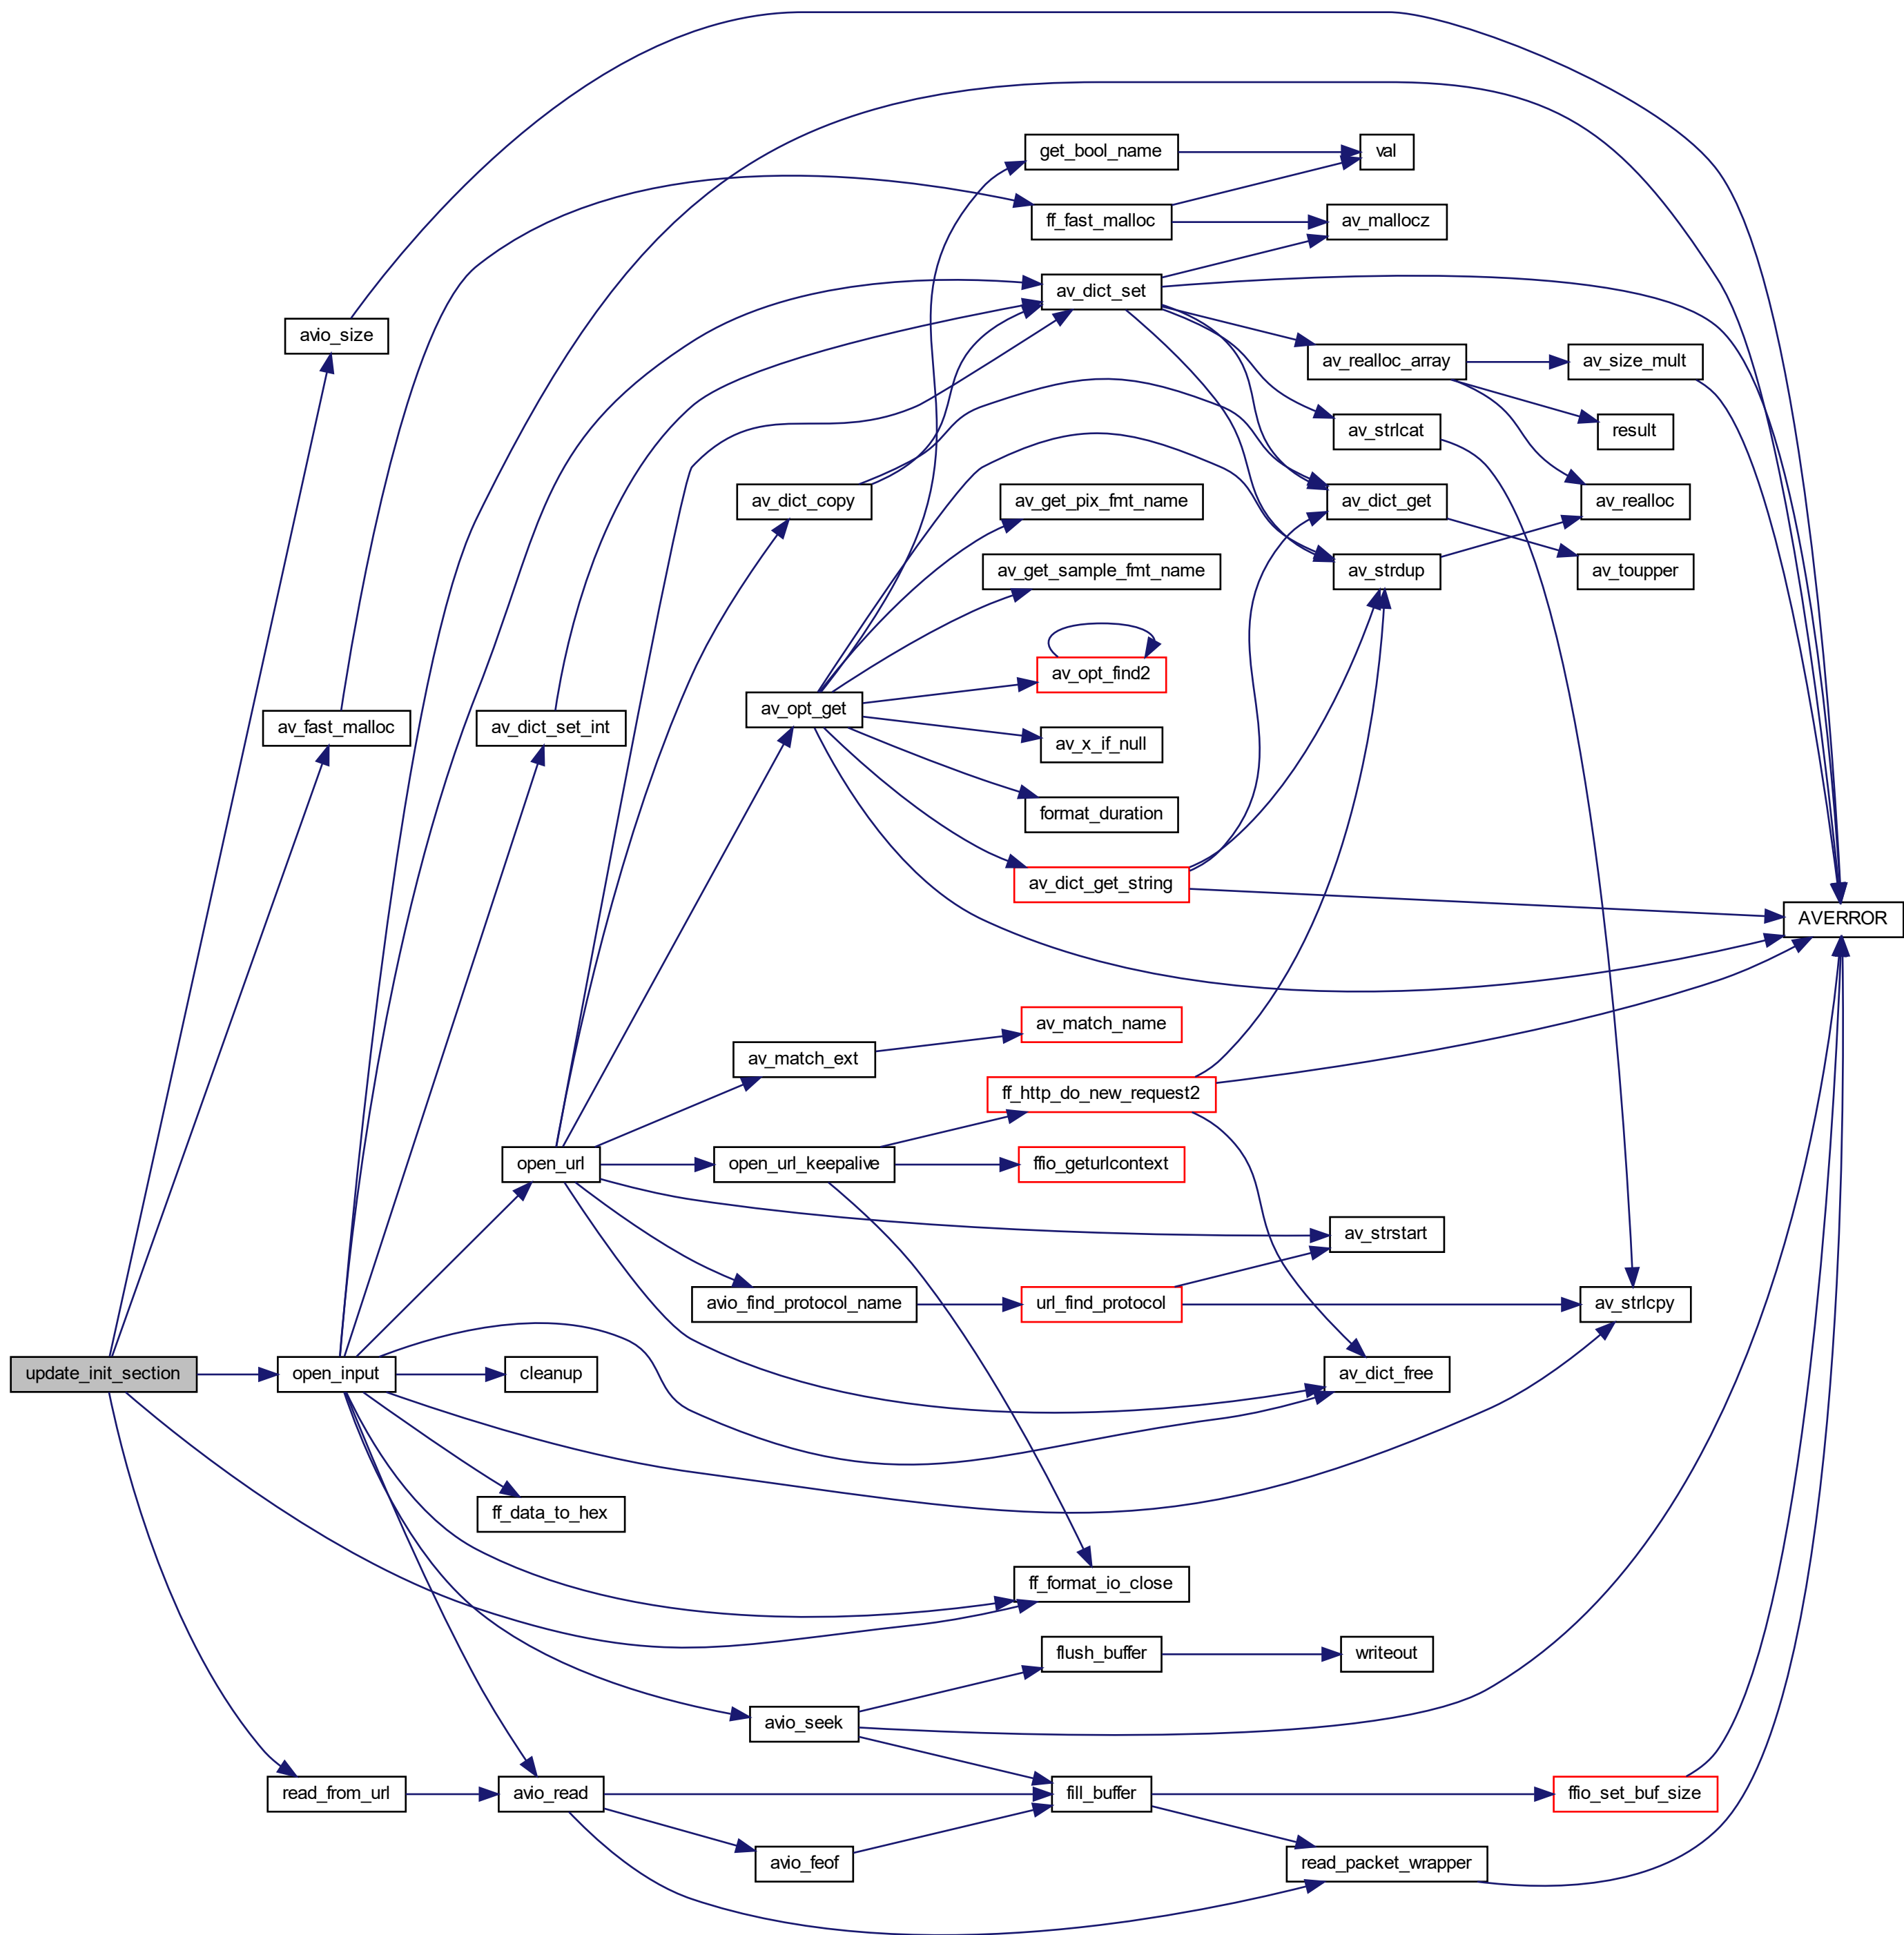 get_bool_name
val
ff_fast_malloc
av_mallocz
av_dict_set
avio_size
av_realloc_array
av_size_mult
av_strlcat
result
av_dict_copy
av_get_pix_fmt_name
av_dict_get
av_realloc
av_get_sample_fmt_name
av_strdup
av_toupper
av_opt_find2
av_opt_get
av_fast_malloc
av_dict_set_int
av_x_if_null
format_duration
av_dict_get_string
AVERROR
av_match_name
av_match_ext
ff_http_do_new_request2
open_url
open_url_keepalive
ffio_geturlcontext
av_strstart
avio_find_protocol_name
url_find_protocol
av_strlcpy
update_init_section
open_input
cleanup
av_dict_free
ff_data_to_hex
ff_format_io_close
flush_buffer
writeout
avio_seek
read_from_url
avio_read
fill_buffer
ffio_set_buf_size
avio_feof
read_packet_wrapper